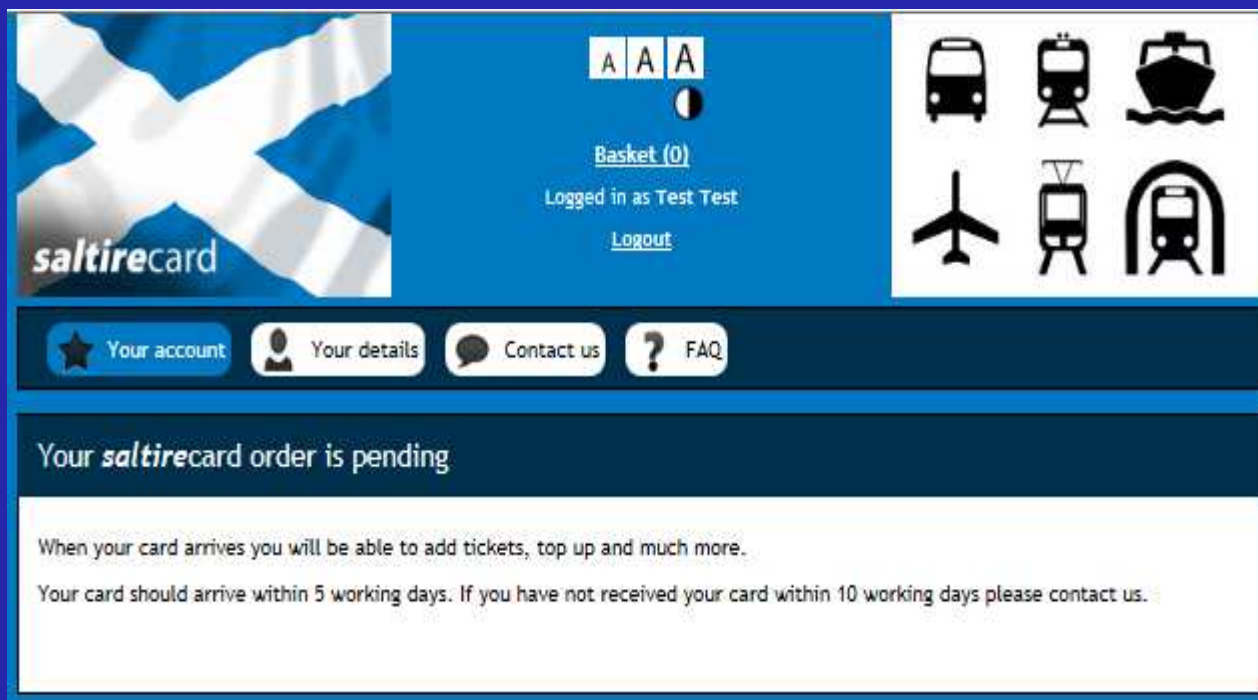 saltirecard
A A A
Basket (0)
Logged in as Test Test
Logout
Your account
Your details
Contact us
? FAQ
Your saltirecard order is pending
When your card arrives you will be able to add tickets, top up and much more.
Your card should arrive within 5 working days. If you have not received your card within 10 working days please contact us.